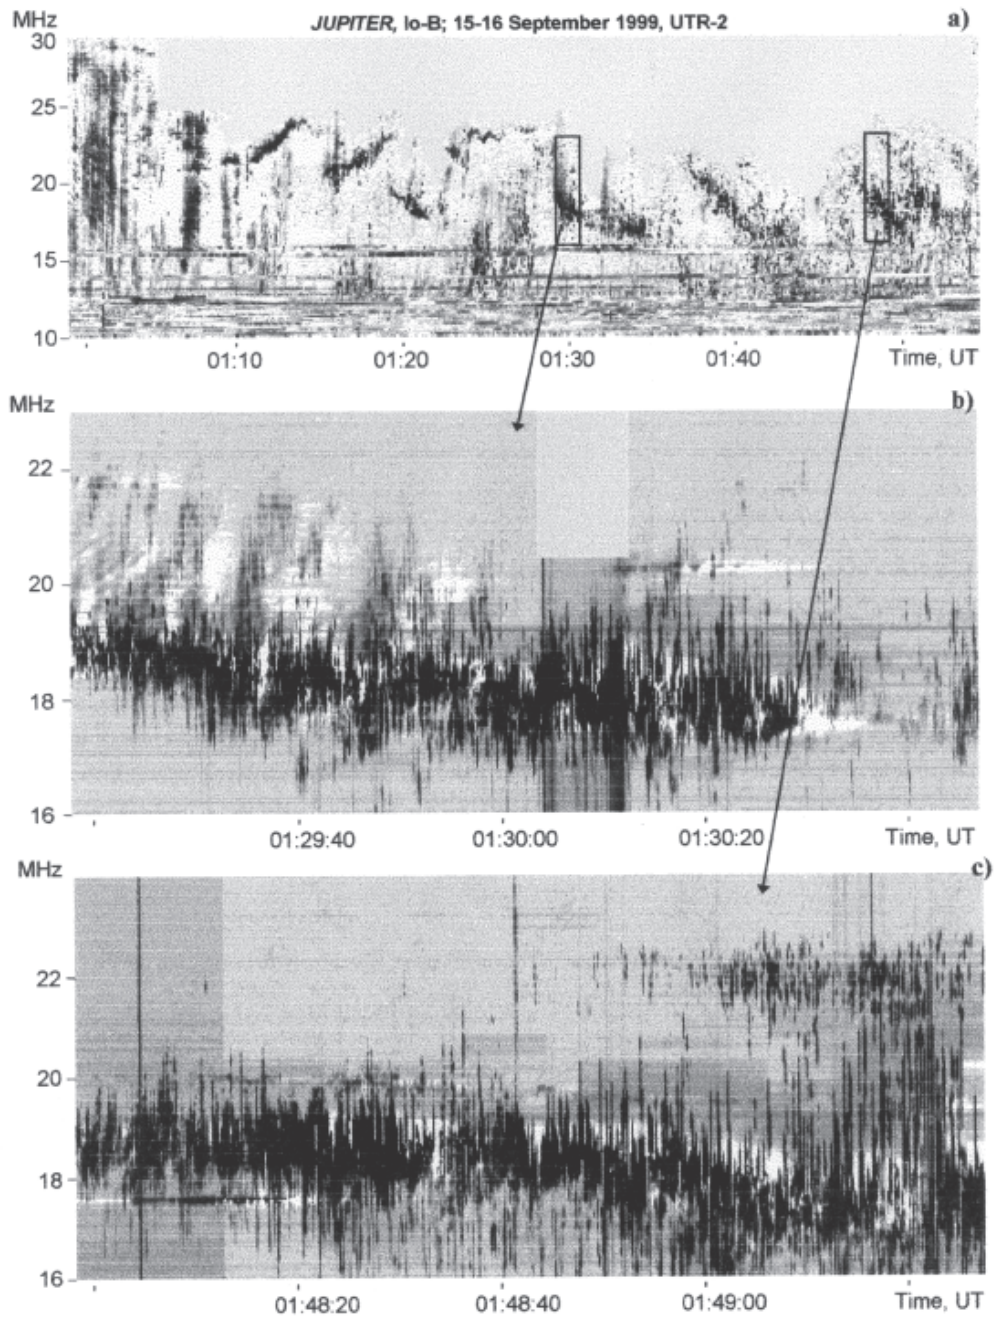 MHz JUPITER, Io-B; 15-16 September 1999, UTR-2 a)
30
25
20
15
10
01:10 01:20 01:30 01:40 Time, UT
MHz b)
22
20
18
16
01:29:40 01:30:00 01:30:20 Time, UT
MHz c)
22
20
18
16
01:48:20 01:48:40 01:49:00 Time, UT